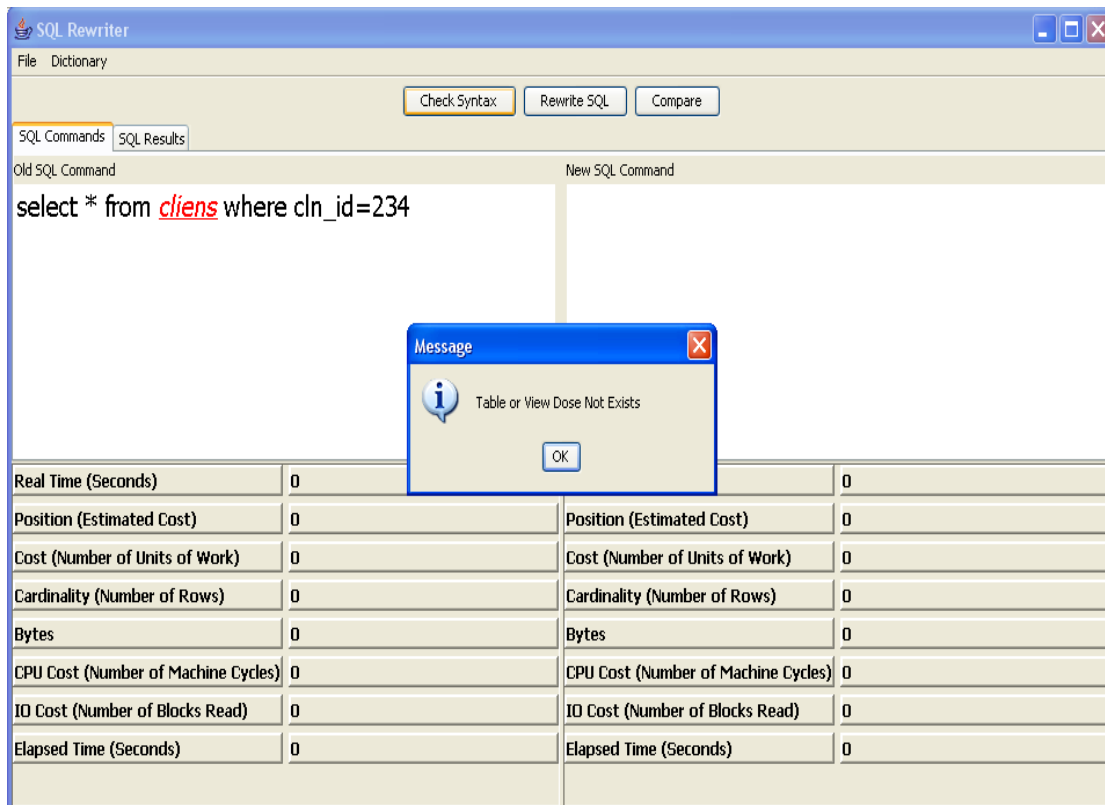 SQL Rewriter
File Dictionary
Check Syntax Rewrite SQL Compare
SQL Commands SQL Results
Old SQL Command New SQL Command
select * from cliens where cln_id=234
Message
Table or View Dose Not Exists
OK
Real Time (Seconds) 0 0
Position (Estimated Cost) 0 Position (Estimated Cost) 0
Cost (Number of Units of Work) 0 Cost (Number of Units of Work) 0
Cardinality (Number of Rows) 0 Cardinality (Number of Rows) 0
Bytes 0 Bytes 0
CPU Cost (Number of Machine Cycles) 0 CPU Cost (Number of Machine Cycles) 0
IO Cost (Number of Blocks Read) 0 IO Cost (Number of Blocks Read) 0
Elapsed Time (Seconds) 0 Elapsed Time (Seconds) 0